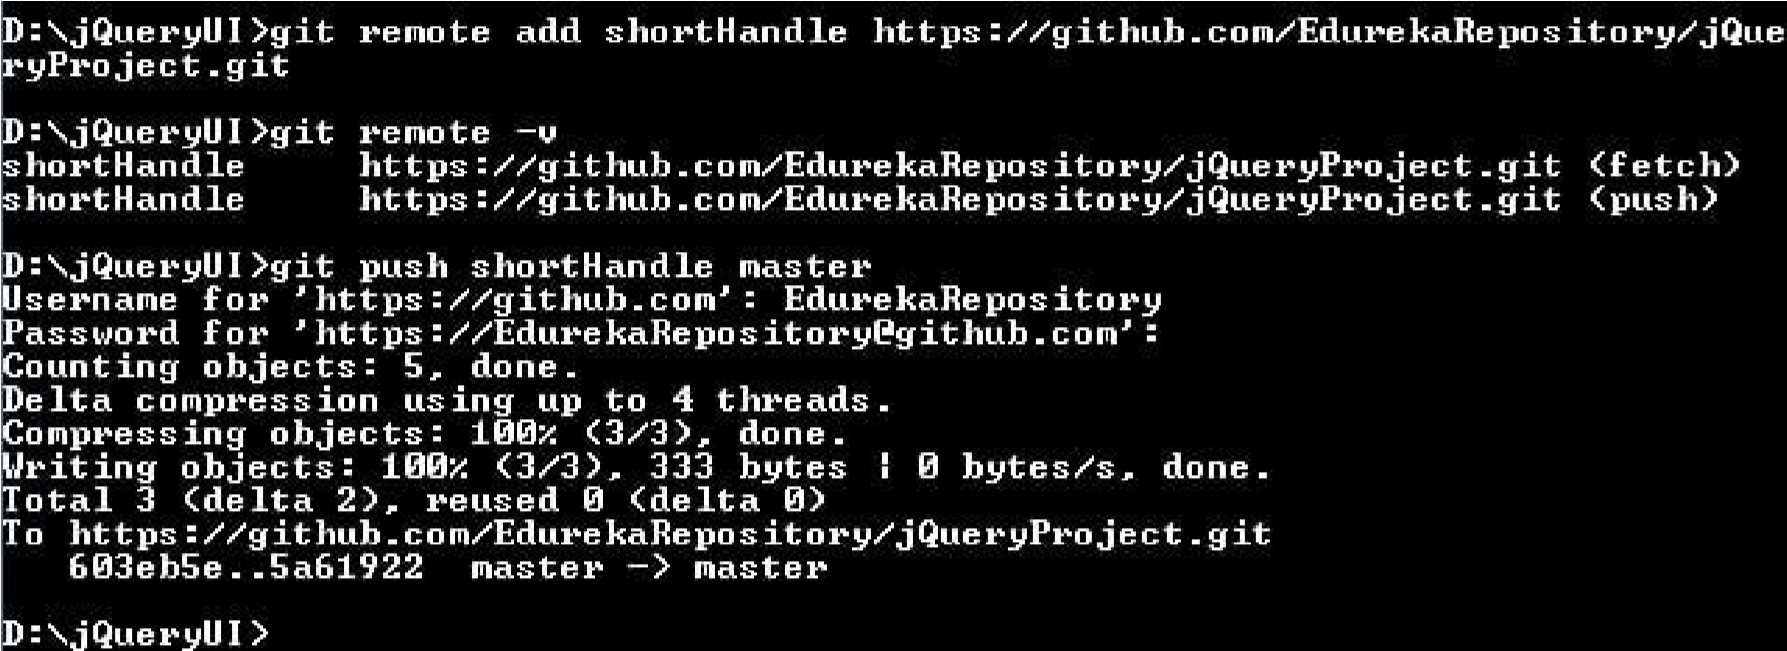 D:\jQueryUI>git remote add shortHandle https://github.com/EdurekaRepository/jQue
ryProject.git
D:\jQueryUI>git remote -v
shortHandle     https://github.com/EdurekaRepository/jQueryProject.git (fetch)
shortHandle     https://github.com/EdurekaRepository/jQueryProject.git (push)
D:\jQueryUI>git push shortHandle master
Username for 'https://github.com': EdurekaRepository
Password for 'https://EdurekaRepository@github.com':
Counting objects: 5, done.
Delta compression using up to 4 threads.
Compressing objects: 100% (3/3), done.
Writing objects: 100% (3/3), 333 bytes | 0 bytes/s, done.
Total 3 (delta 2), reused 0 (delta 0)
To https://github.com/EdurekaRepository/jQueryProject.git
   603eb5e..5a61922  master -> master
D:\jQueryUI>